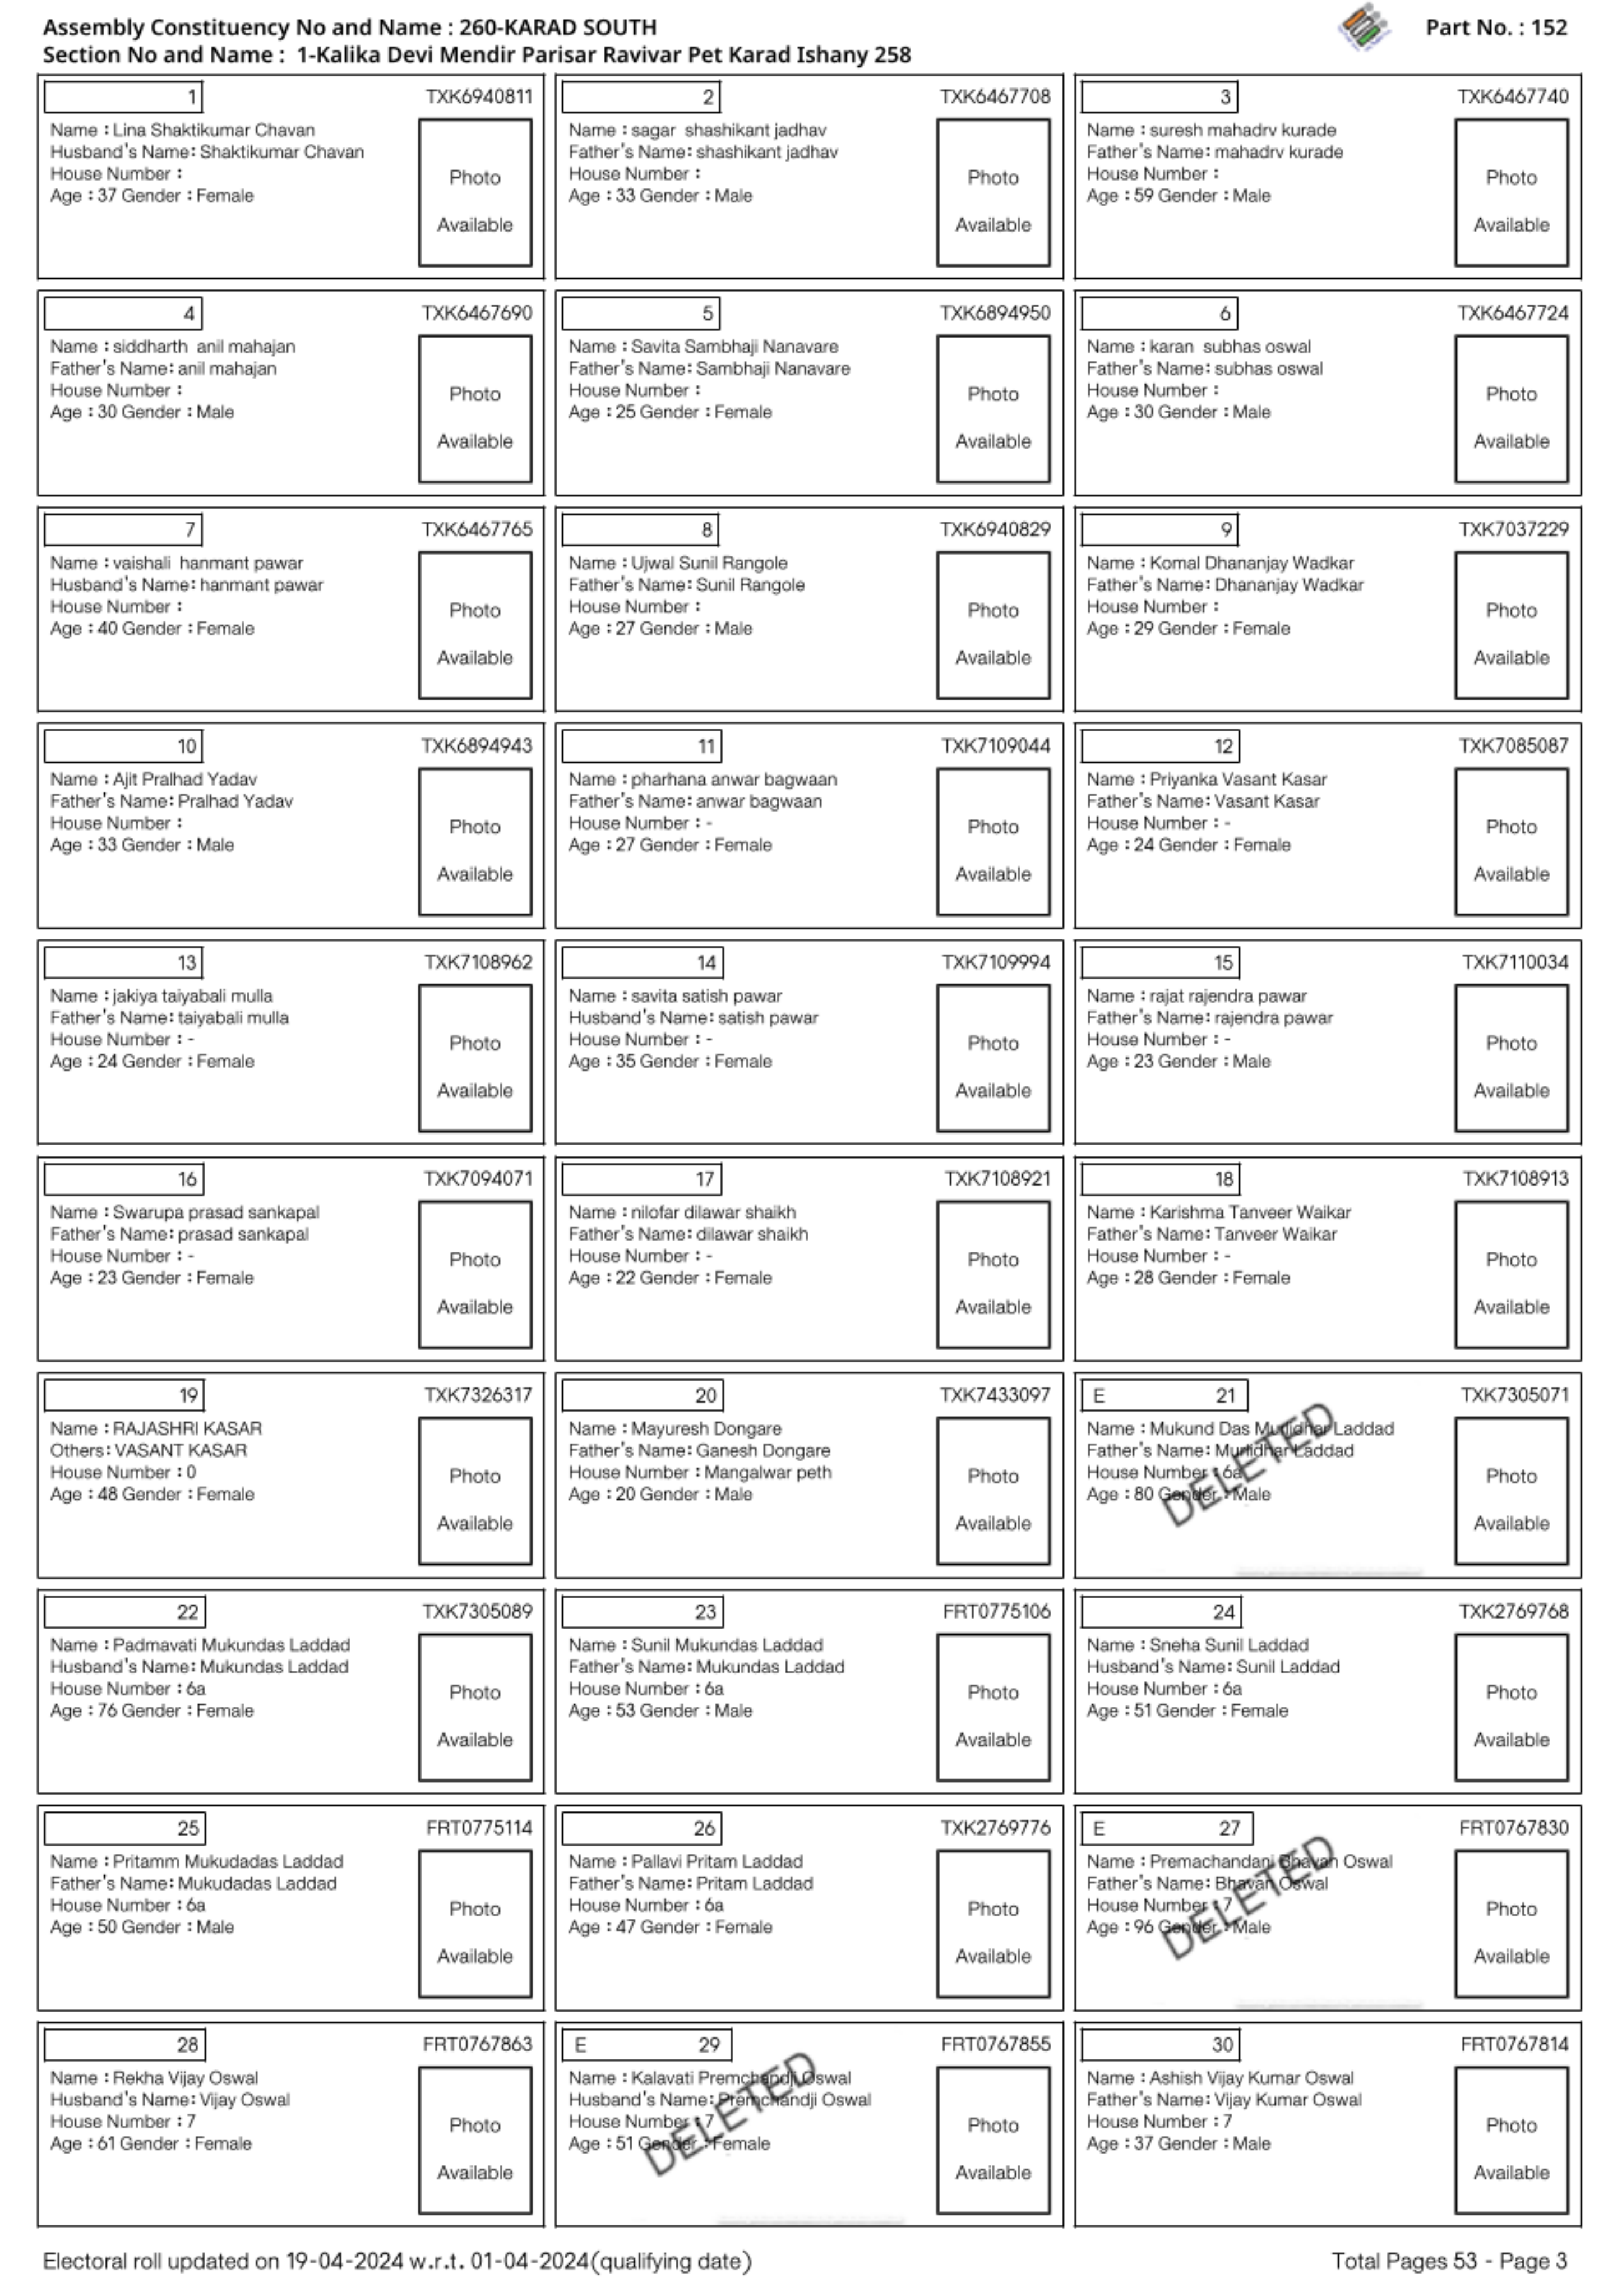 Assembly Constituency No and Name : 260-KARAD SOUTH
Part No. : 152
Section No and Name : 1-Kalika Devi Mendir Parisar Ravivar Pet Karad Ishany 258
1 TXK6940811
Name : Lina Shaktikumar Chavan
Husband's Name: Shaktikumar Chavan
House Number :
Age : 37 Gender : Female
Photo
Available
2 TXK6467708
Name : sagar shashikant jadhav
Father's Name: shashikant jadhav
House Number :
Age : 33 Gender : Male
Photo
Available
3 TXK6467740
Name : suresh mahadrv kurade
Father's Name: mahadrv kurade
House Number :
Age : 59 Gender : Male
Photo
Available
4 TXK6467690
Name : siddharth anil mahajan
Father's Name: anil mahajan
House Number :
Age : 30 Gender : Male
Photo
Available
5 TXK6894950
Name : Savita Sambhaji Nanavare
Father's Name: Sambhaji Nanavare
House Number :
Age : 25 Gender : Female
Photo
Available
6 TXK6467724
Name : karan subhas oswal
Father's Name: subhas oswal
House Number :
Age : 30 Gender : Male
Photo
Available
7 TXK6467765
Name : vaishali hanmant pawar
Husband's Name: hanmant pawar
House Number :
Age : 40 Gender : Female
Photo
Available
8 TXK6940829
Name : Ujwal Sunil Rangole
Father's Name: Sunil Rangole
House Number :
Age : 27 Gender : Male
Photo
Available
9 TXK7037229
Name : Komal Dhananjay Wadkar
Father's Name: Dhananjay Wadkar
House Number :
Age : 29 Gender : Female
Photo
Available
10 TXK6894943
Name : Ajit Pralhad Yadav
Father's Name: Pralhad Yadav
House Number :
Age : 33 Gender : Male
Photo
Available
11 TXK7109044
Name : pharhana anwar bagwaan
Father's Name: anwar bagwaan
House Number : -
Age : 27 Gender : Female
Photo
Available
12 TXK7085087
Name : Priyanka Vasant Kasar
Father's Name: Vasant Kasar
House Number : -
Age : 24 Gender : Female
Photo
Available
13 TXK7108962
Name : jakiya taiyabali mulla
Father's Name: taiyabali mulla
House Number : -
Age : 24 Gender : Female
Photo
Available
14 TXK7109994
Name : savita satish pawar
Husband's Name: satish pawar
House Number : -
Age : 35 Gender : Female
Photo
Available
15 TXK7110034
Name : rajat rajendra pawar
Father's Name: rajendra pawar
House Number : -
Age : 23 Gender : Male
Photo
Available
16 TXK7094071
Name : Swarupa prasad sankapal
Father's Name: prasad sankapal
House Number : -
Age : 23 Gender : Female
Photo
Available
17 TXK7108921
Name : nilofar dilawar shaikh
Father's Name: dilawar shaikh
House Number : -
Age : 22 Gender : Female
Photo
Available
18 TXK7108913
Name : Karishma Tanveer Waikar
Father's Name: Tanveer Waikar
House Number : -
Age : 28 Gender : Female
Photo
Available
19 TXK7326317
Name : RAJASHRI KASAR
Others: VASANT KASAR
House Number : 0
Age : 48 Gender : Female
Photo
Available
20 TXK7433097
Name : Mayuresh Dongare
Father's Name: Ganesh Dongare
House Number : Mangalwar peth
Age : 20 Gender : Male
Photo
Available
E 21 TXK7305071
Name : Mukund Das Murlidhar Laddad
Father's Name: Murlidhar Laddad
House Number : 6a
Age : 80 Gender : Male
DELETED
Photo
Available
22 TXK7305089
Name : Padmavati Mukundas Laddad
Husband's Name: Mukundas Laddad
House Number : 6a
Age : 76 Gender : Female
Photo
Available
23 FRT0775106
Name : Sunil Mukundas Laddad
Father's Name: Mukundas Laddad
House Number : 6a
Age : 53 Gender : Male
Photo
Available
24 TXK2769768
Name : Sneha Sunil Laddad
Husband's Name: Sunil Laddad
House Number : 6a
Age : 51 Gender : Female
Photo
Available
25 FRT0775114
Name : Pritamm Mukudadas Laddad
Father's Name: Mukudadas Laddad
House Number : 6a
Age : 50 Gender : Male
Photo
Available
26 TXK2769776
Name : Pallavi Pritam Laddad
Father's Name: Pritam Laddad
House Number : 6a
Age : 47 Gender : Female
Photo
Available
E 27 FRT0767830
Name : Premachandani Bhavan Oswal
Father's Name: Bhavan Oswal
House Number : 7
Age : 96 Gender : Male
DELETED
Photo
Available
28 FRT0767863
Name : Rekha Vijay Oswal
Husband's Name: Vijay Oswal
House Number : 7
Age : 61 Gender : Female
Photo
Available
E 29 FRT0767855
Name : Kalavati Premchandji Oswal
Husband's Name: Premchandji Oswal
House Number : 7
Age : 51 Gender : Female
DELETED
Photo
Available
30 FRT0767814
Name : Ashish Vijay Kumar Oswal
Father's Name: Vijay Kumar Oswal
House Number : 7
Age : 37 Gender : Male
Photo
Available
Electoral roll updated on 19-04-2024 w.r.t. 01-04-2024(qualifying date)
Total Pages 53 - Page 3